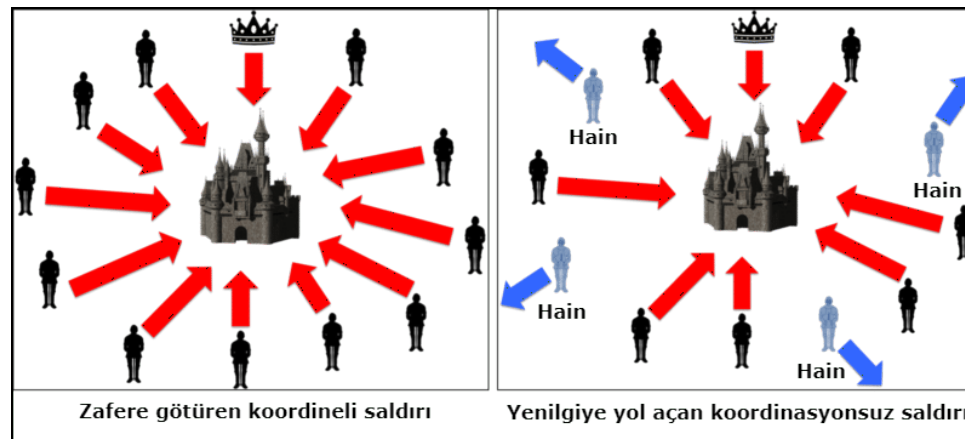 Hain
Hain
Hain
Hain
Zafere götüren koordineli saldırı
Yenilgiye yol açan koordinasyonsuz saldırı